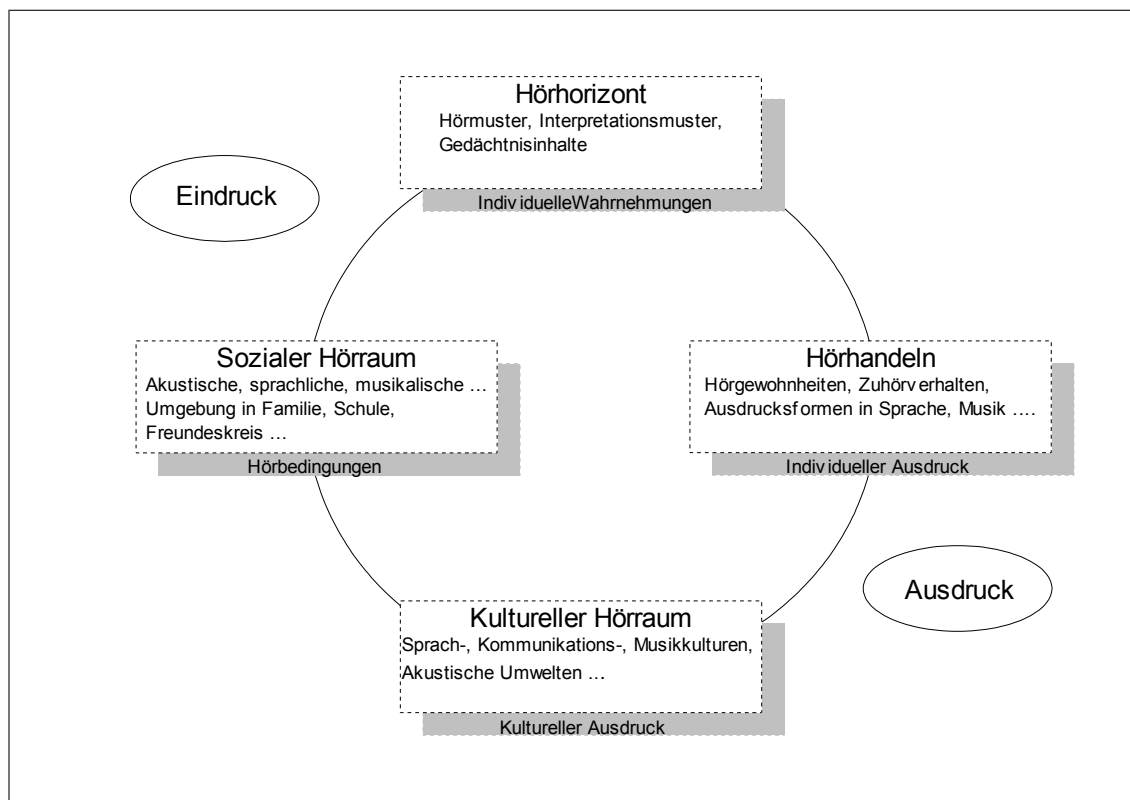 Hörhorizont
Hörmuster, Interpretationsmuster,
Gedächtnisinhalte
IndividuelleWahrnehmungen
Eindruck
Sozialer Hörraum
Akustische, sprachliche, musikalische …
Umgebung in Familie, Schule,
Freundeskreis …
Hörbedingungen
Hörhandeln
Hörgewohnheiten, Zuhörverhalten,
Ausdrucksformen in Sprache, Musik ….
Individueller Ausdruck
Ausdruck
Kultureller Hörraum
Sprach-, Kommunikations-, Musikkulturen,
Akustische Umwelten …
Kultureller Ausdruck